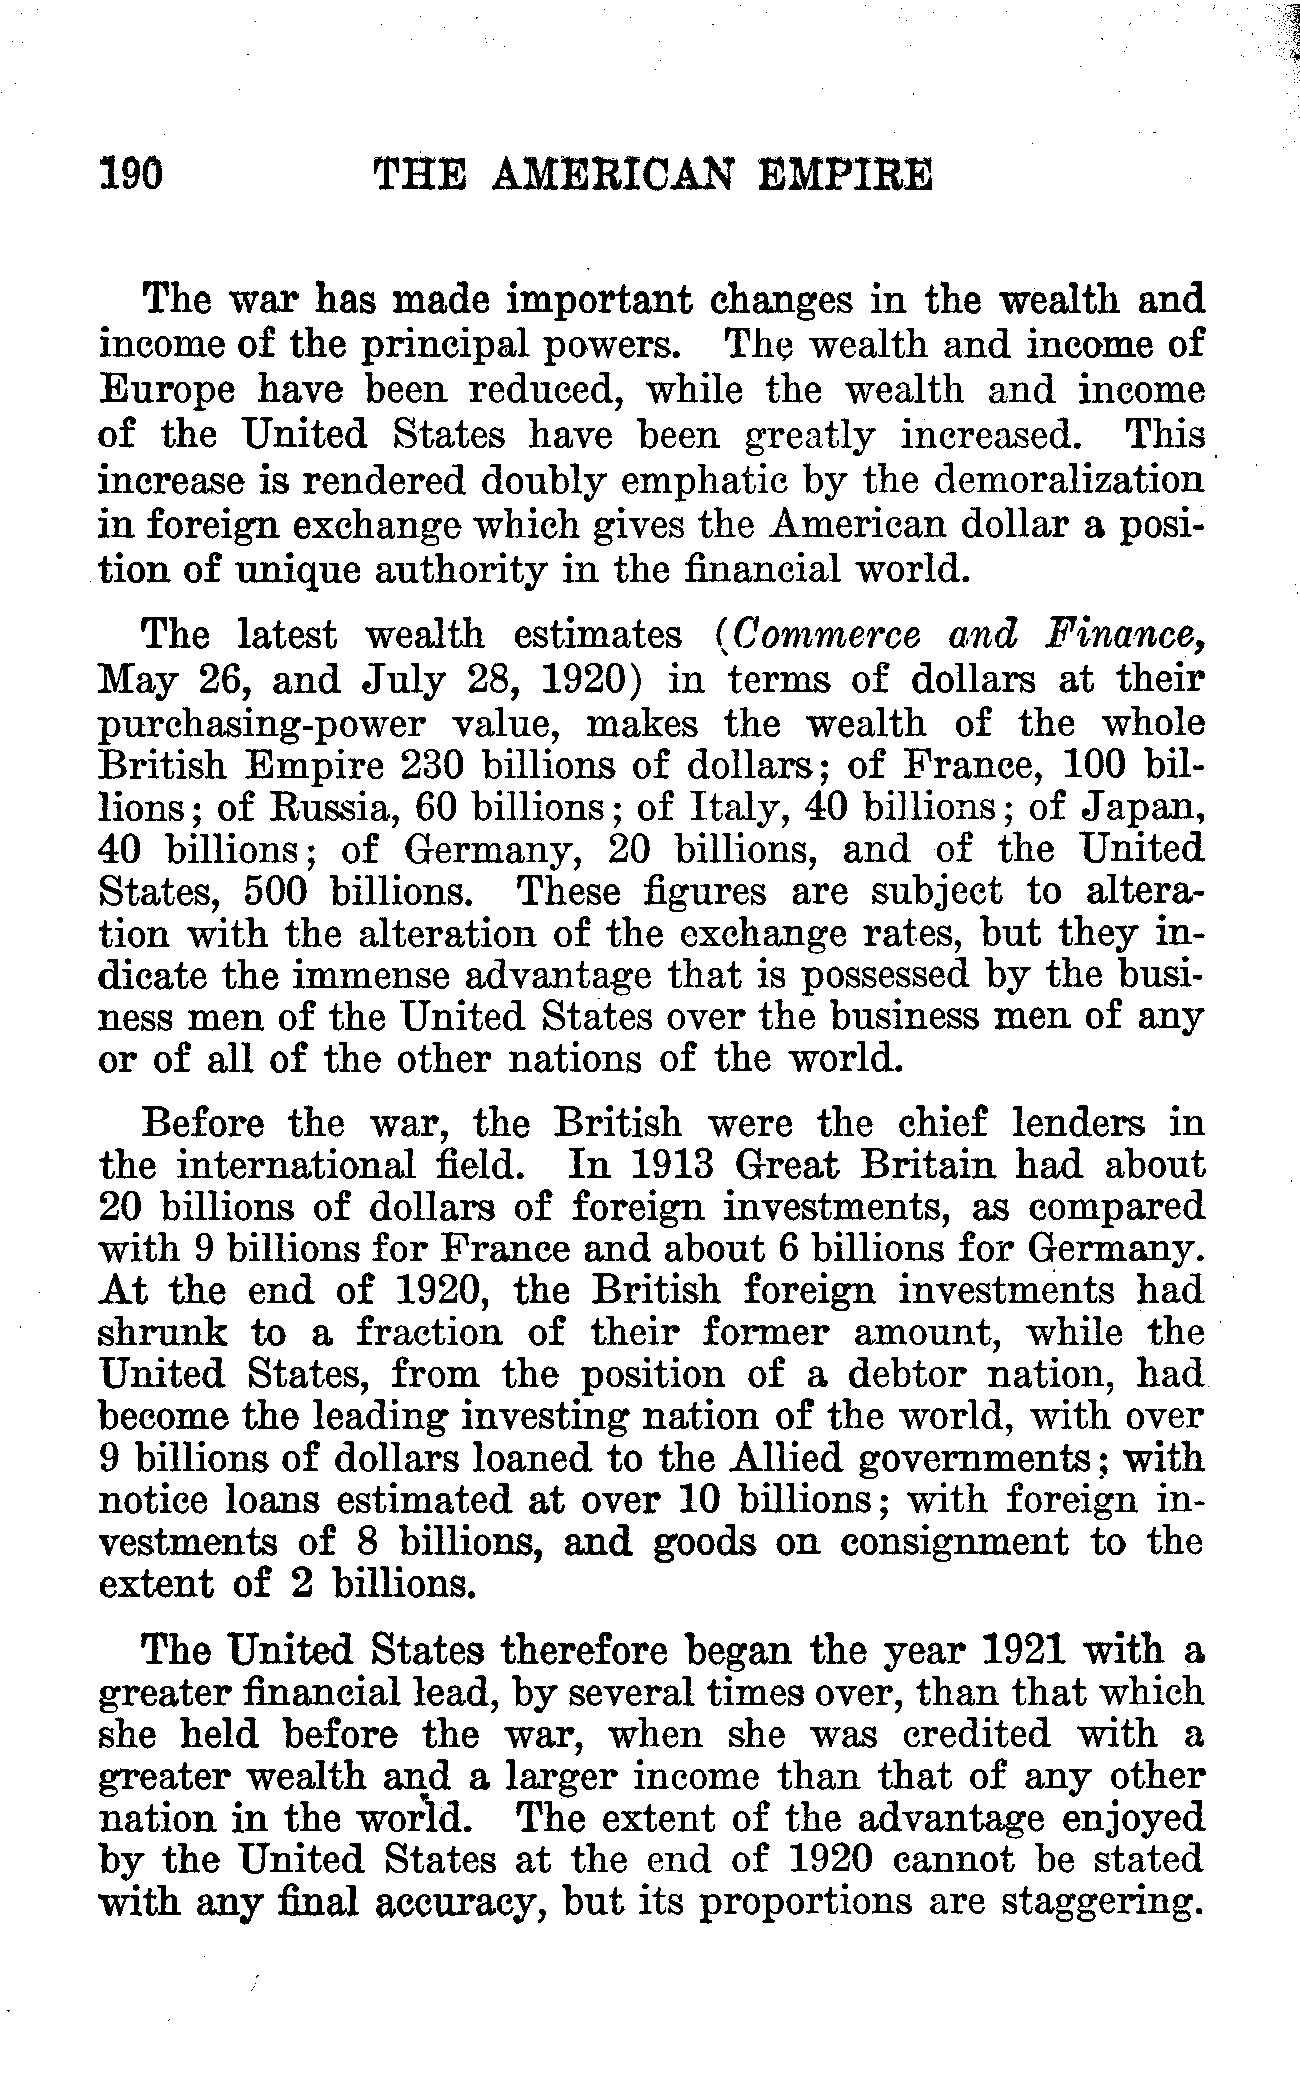 190 THE AMERICAN EMPIRE
The war has made important changes in the wealth and
income of the principal powers. The wealth and income of
Europe have been reduced, while the wealth and income
of the United States have been greatly increased. This
increase is rendered doubly emphatic by the demoralization
in foreign exchange which gives the American dollar a posi-
tion of unique authority in the financial world.
The latest wealth estimates (Commerce and Finance,
May 26, and July 28, 1920) in terms of dollars at their
purchasing-power value, makes the wealth of the whole
British Empire 230 billions of dollars; of France, 100 bil-
lions; of Russia, 60 billions; of Italy, 40 billions; of Japan,
40 billions; of Germany, 20 billions, and of the United
States, 500 billions. These figures are subject to altera-
tion with the alteration of the exchange rates, but they in-
dicate the immense advantage that is possessed by the busi-
ness men of the United States over the business men of any
or of all of the other nations of the world.
Before the war, the British were the chief lenders in
the international field. In 1913 Great Britain had about
20 billions of dollars of foreign investments, as compared
with 9 billions for France and about 6 billions for Germany.
At the end of 1920, the British foreign investments had
shrunk to a fraction of their former amount, while the
United States, from the position of a debtor nation, had
become the leading investing nation of the world, with over
9 billions of dollars loaned to the Allied governments; with
notice loans estimated at over 10 billions; with foreign in-
vestments of 8 billions, and goods on consignment to the
extent of 2 billions.
The United States therefore began the year 1921 with a
greater financial lead, by several times over, than that which
she held before the war, when she was credited with a
greater wealth and a larger income than that of any other
nation in the world. The extent of the advantage enjoyed
by the United States at the end of 1920 cannot be stated
with any final accuracy, but its proportions are staggering.